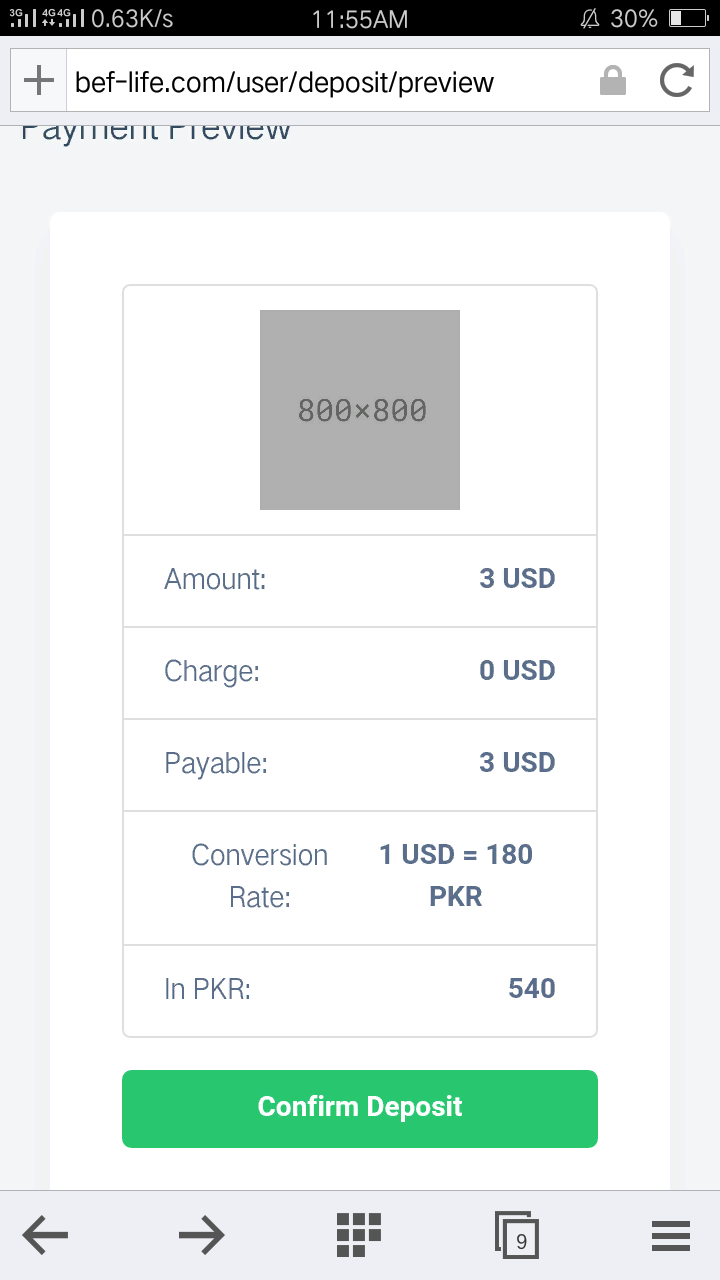 3G 4G 4G 0.63K/s 11:55AM 30%
bef-life.com/user/deposit/preview
Payment Preview
800×800
Amount: 3 USD
Charge: 0 USD
Payable: 3 USD
Conversion 1 USD = 180
Rate: PKR
In PKR: 540
Confirm Deposit
9